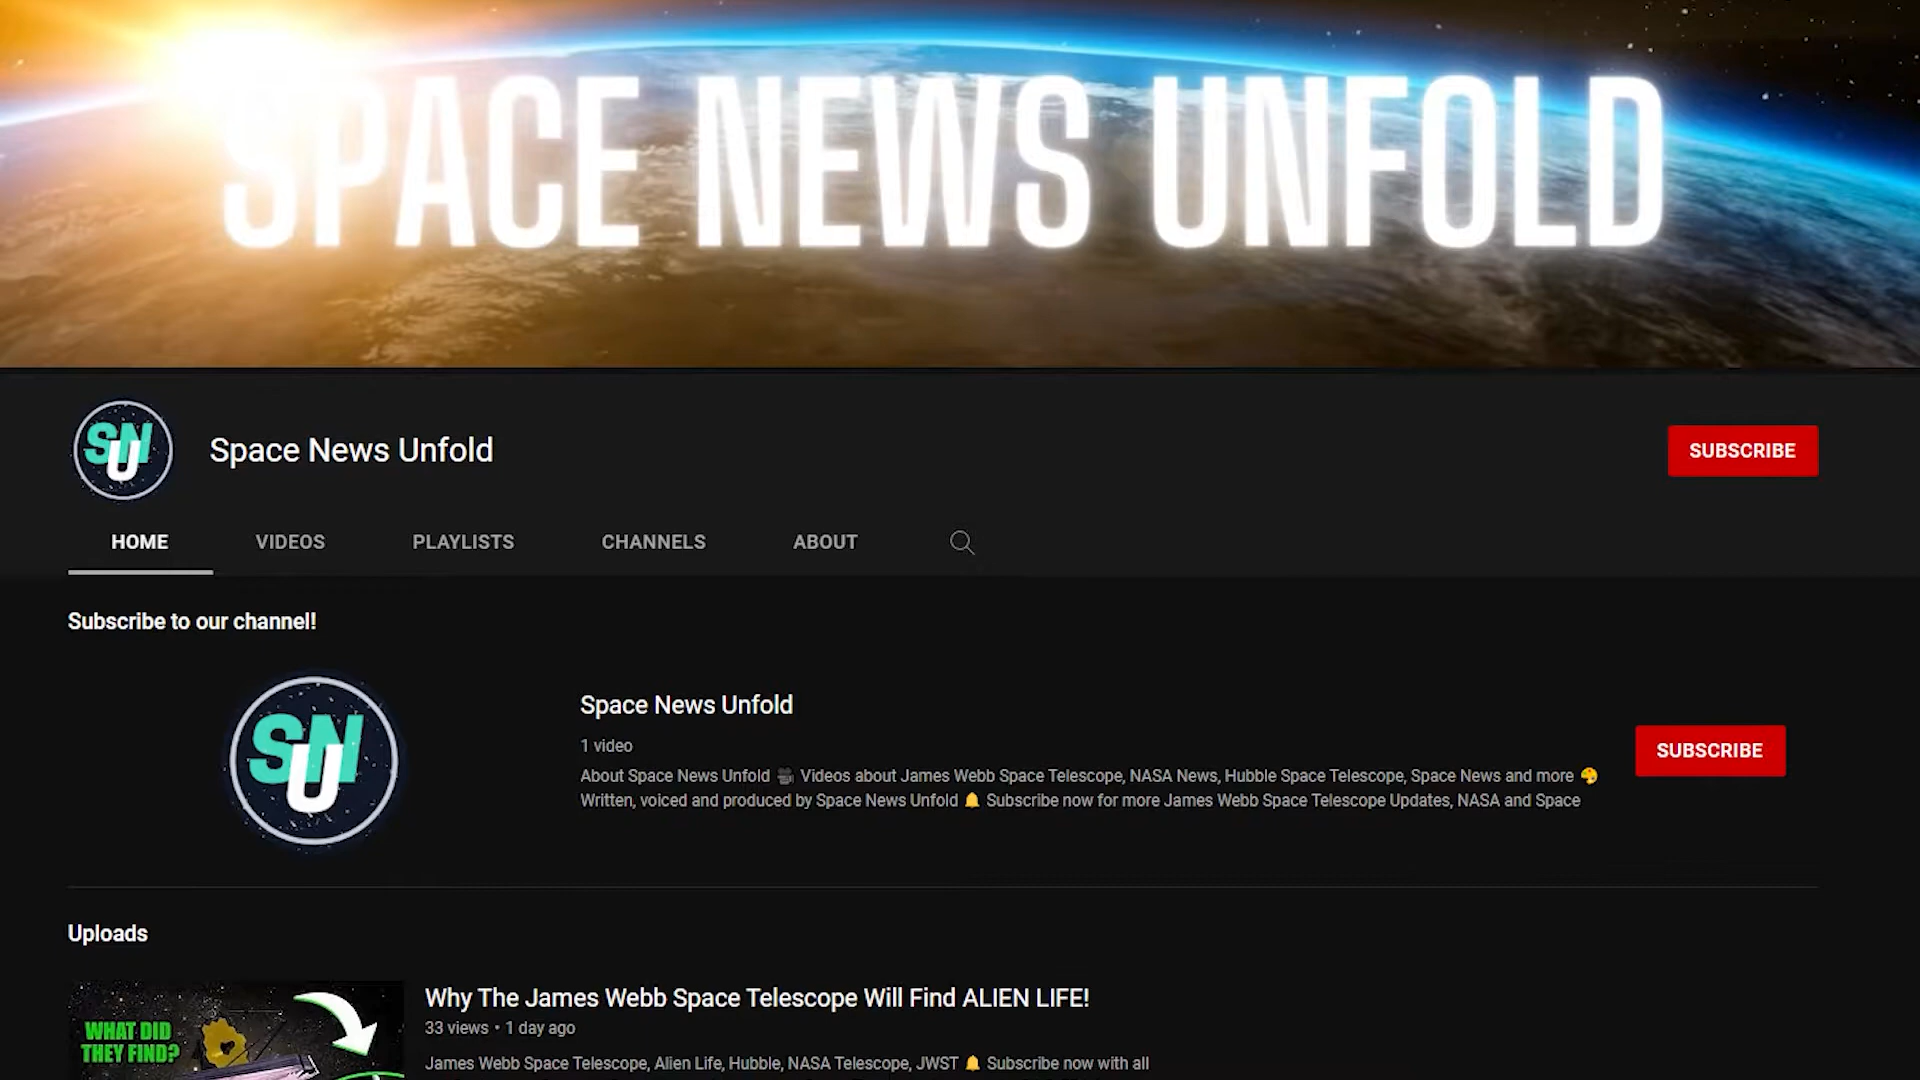 SPACE NEWS UNFOLD
SNU
Space News Unfold
SUBSCRIBE
HOME
VIDEOS
PLAYLISTS
CHANNELS
ABOUT
Subscribe to our channel!
SNU
Space News Unfold
1 video
About Space News Unfold 🎥 Videos about James Webb Space Telescope, NASA News, Hubble Space Telescope, Space News and more 🎨
Written, voiced and produced by Space News Unfold 🔔 Subscribe now for more James Webb Space Telescope Updates, NASA and Space
SUBSCRIBE
Uploads
WHAT DID
THEY FIND?
Why The James Webb Space Telescope Will Find ALIEN LIFE!
33 views • 1 day ago
James Webb Space Telescope, Alien Life, Hubble, NASA Telescope, JWST 🔔 Subscribe now with all